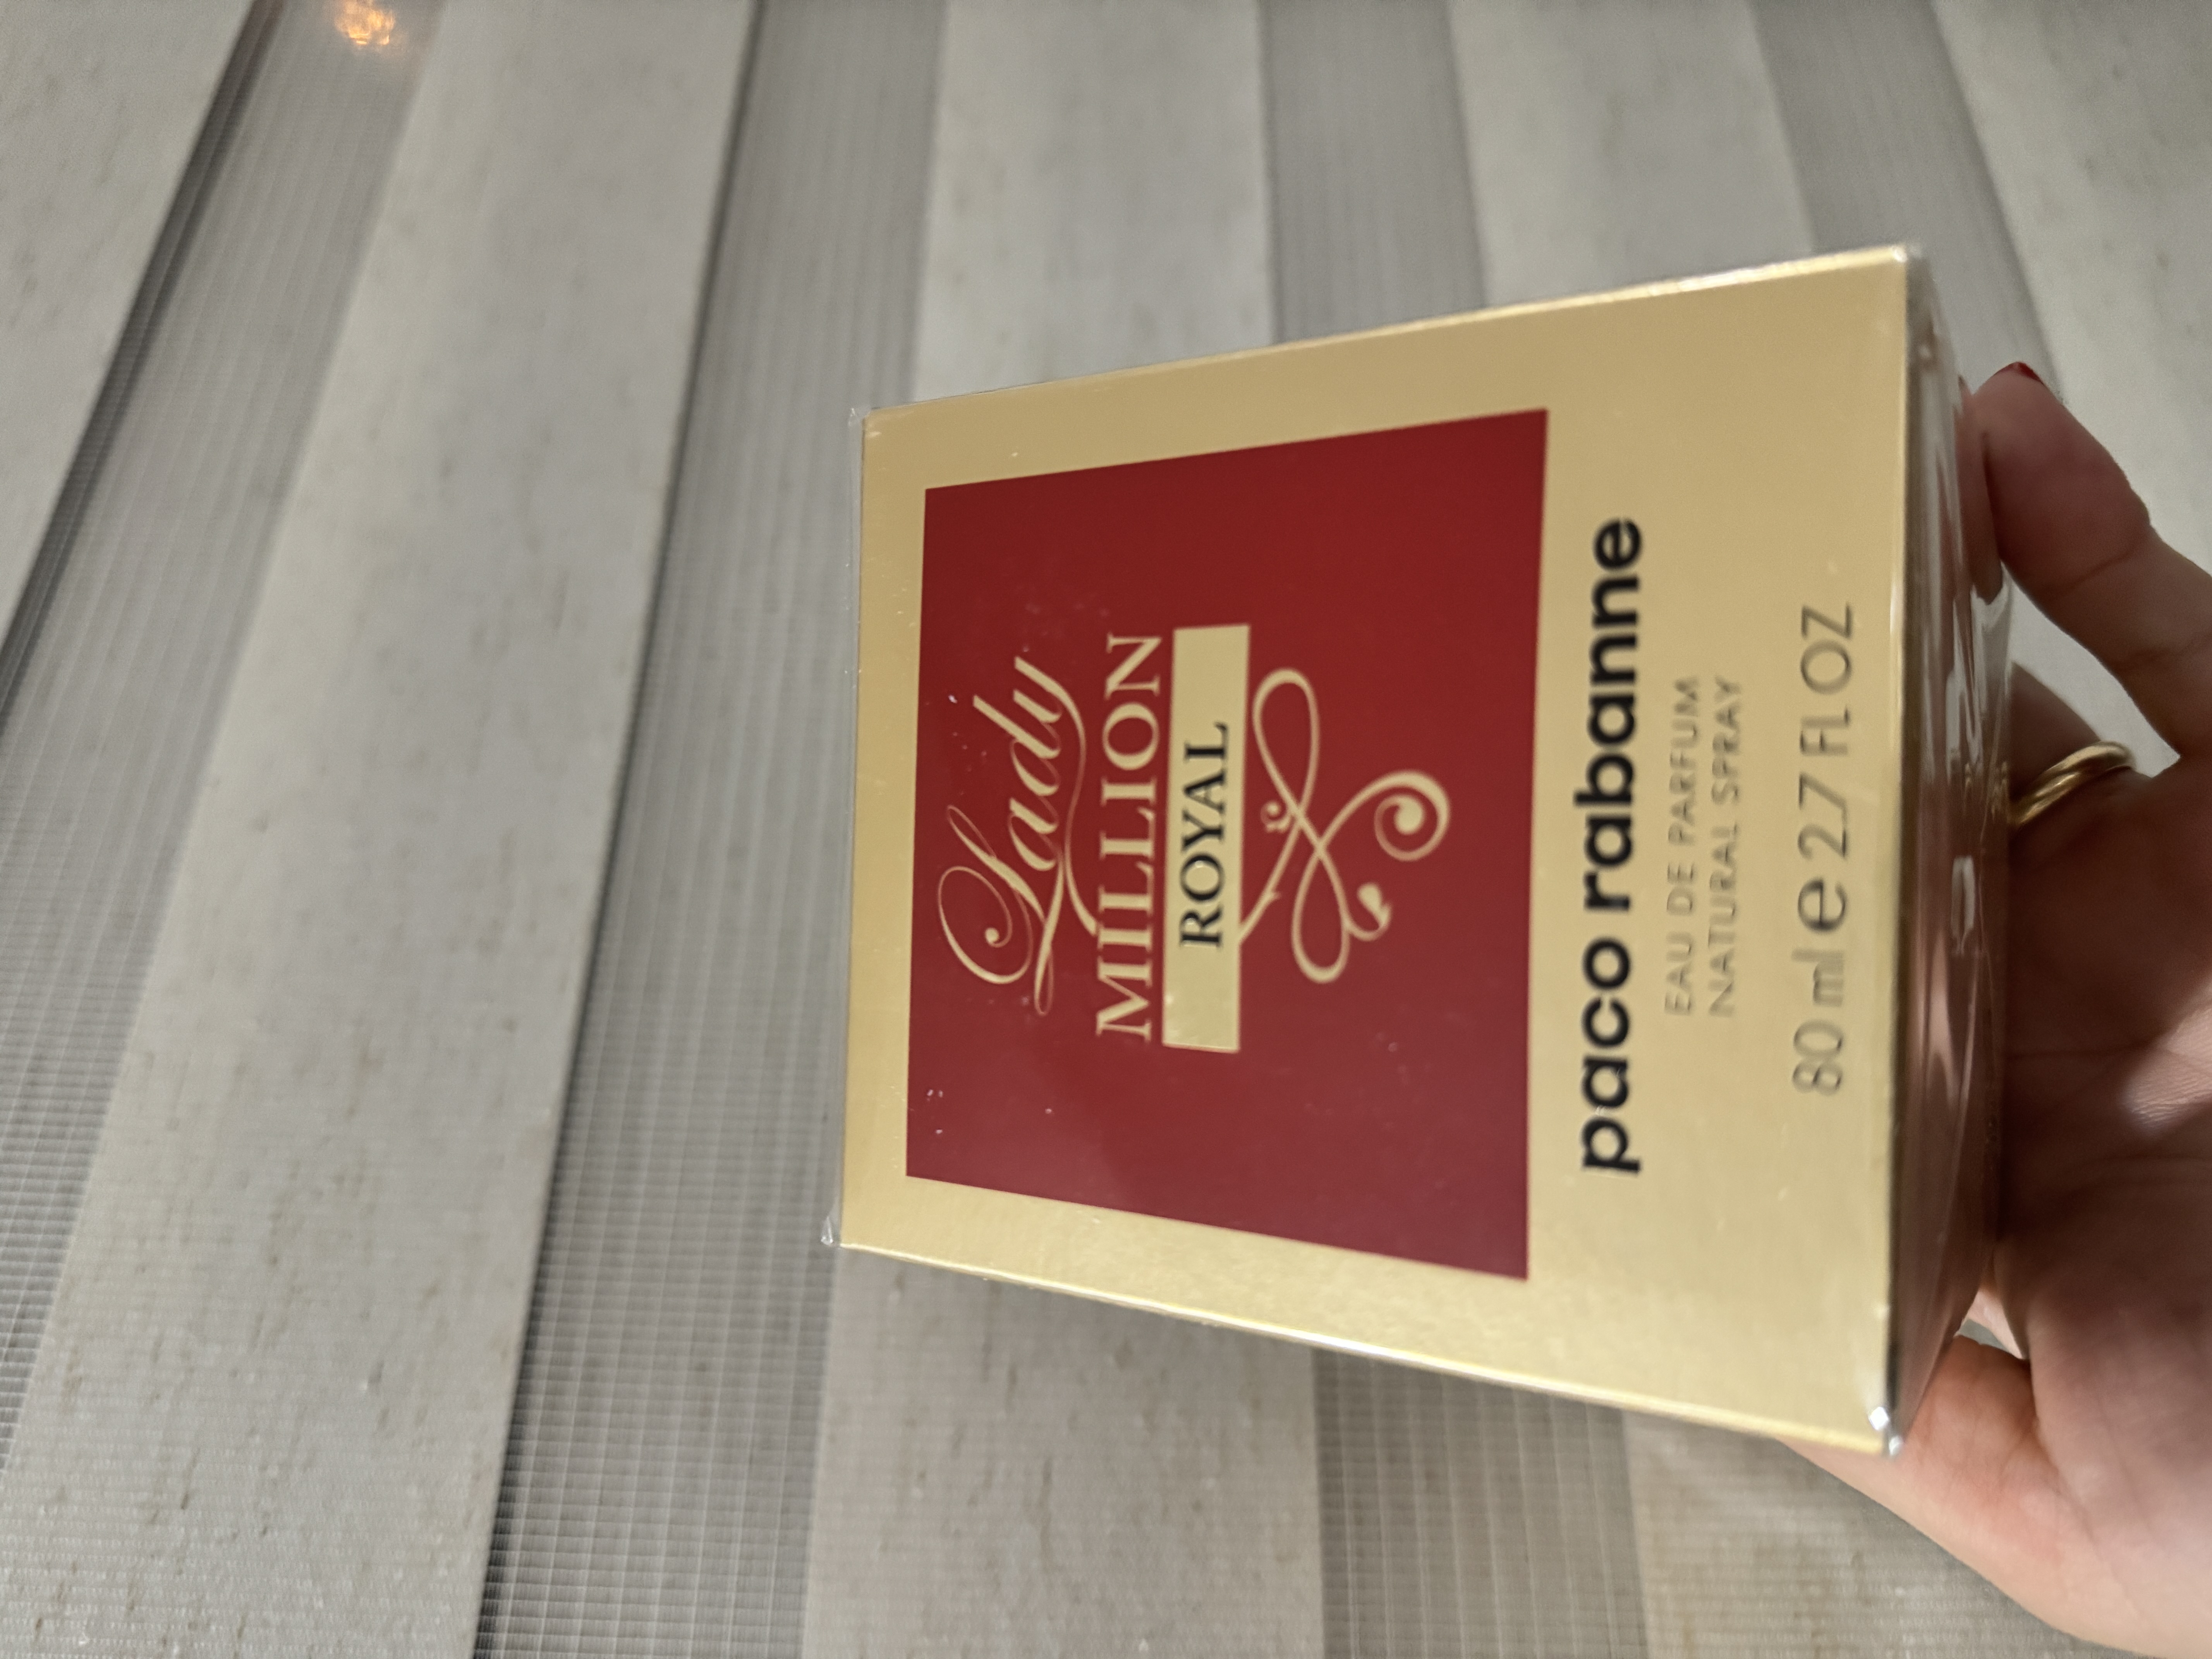 Lady
MILLION
ROYAL
paco rabanne
EAU DE PARFUM
NATURAL SPRAY
80 ml e 2.7 FL OZ